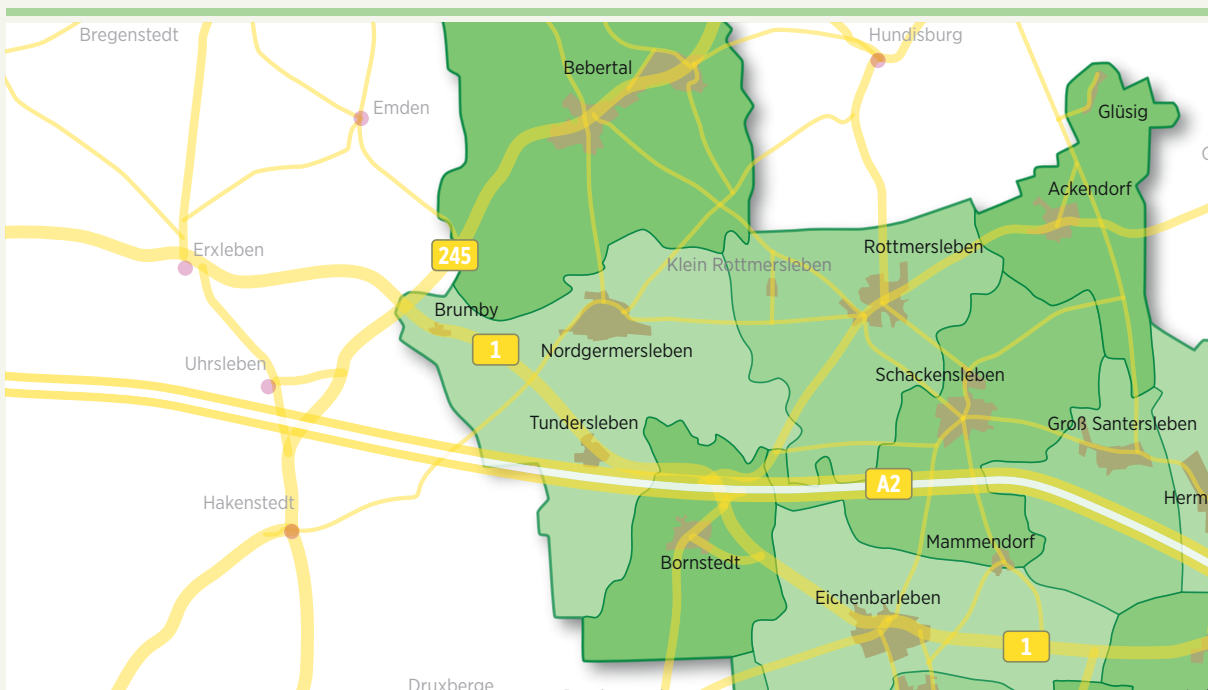 Bregenstedt
Hundisburg
Bebertal
Emden
Glüsig
Ackendorf
Erxleben
245
Rottmersleben
Klein Rottmersleben
Brumby
1
Nordgermersleben
Uhrsleben
Schackensleben
Tundersleben
Groß Santersleben
A2
Herm
Hakenstedt
Mammendorf
Bornstedt
Eichenbarleben
1
Druxberge